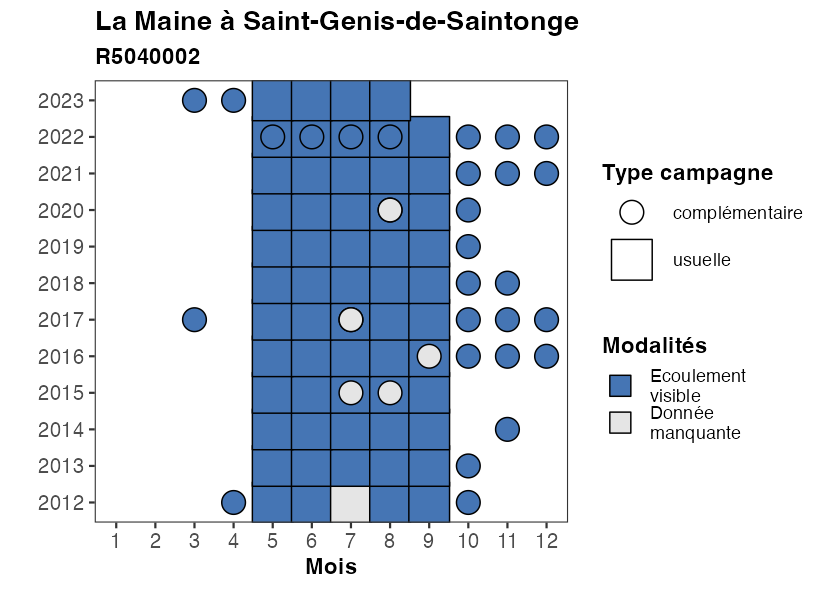 La Maine à Saint-Genis-de-Saintonge
R5040002
2023
2022
2021
2020
2019
2018
2017
2016
2015
2014
2013
2012
1 2 3 4 5 6 7 8 9 10 11 12
Mois
Type campagne
complémentaire
usuelle
Modalités
Ecoulement
visible
Donnée
manquante